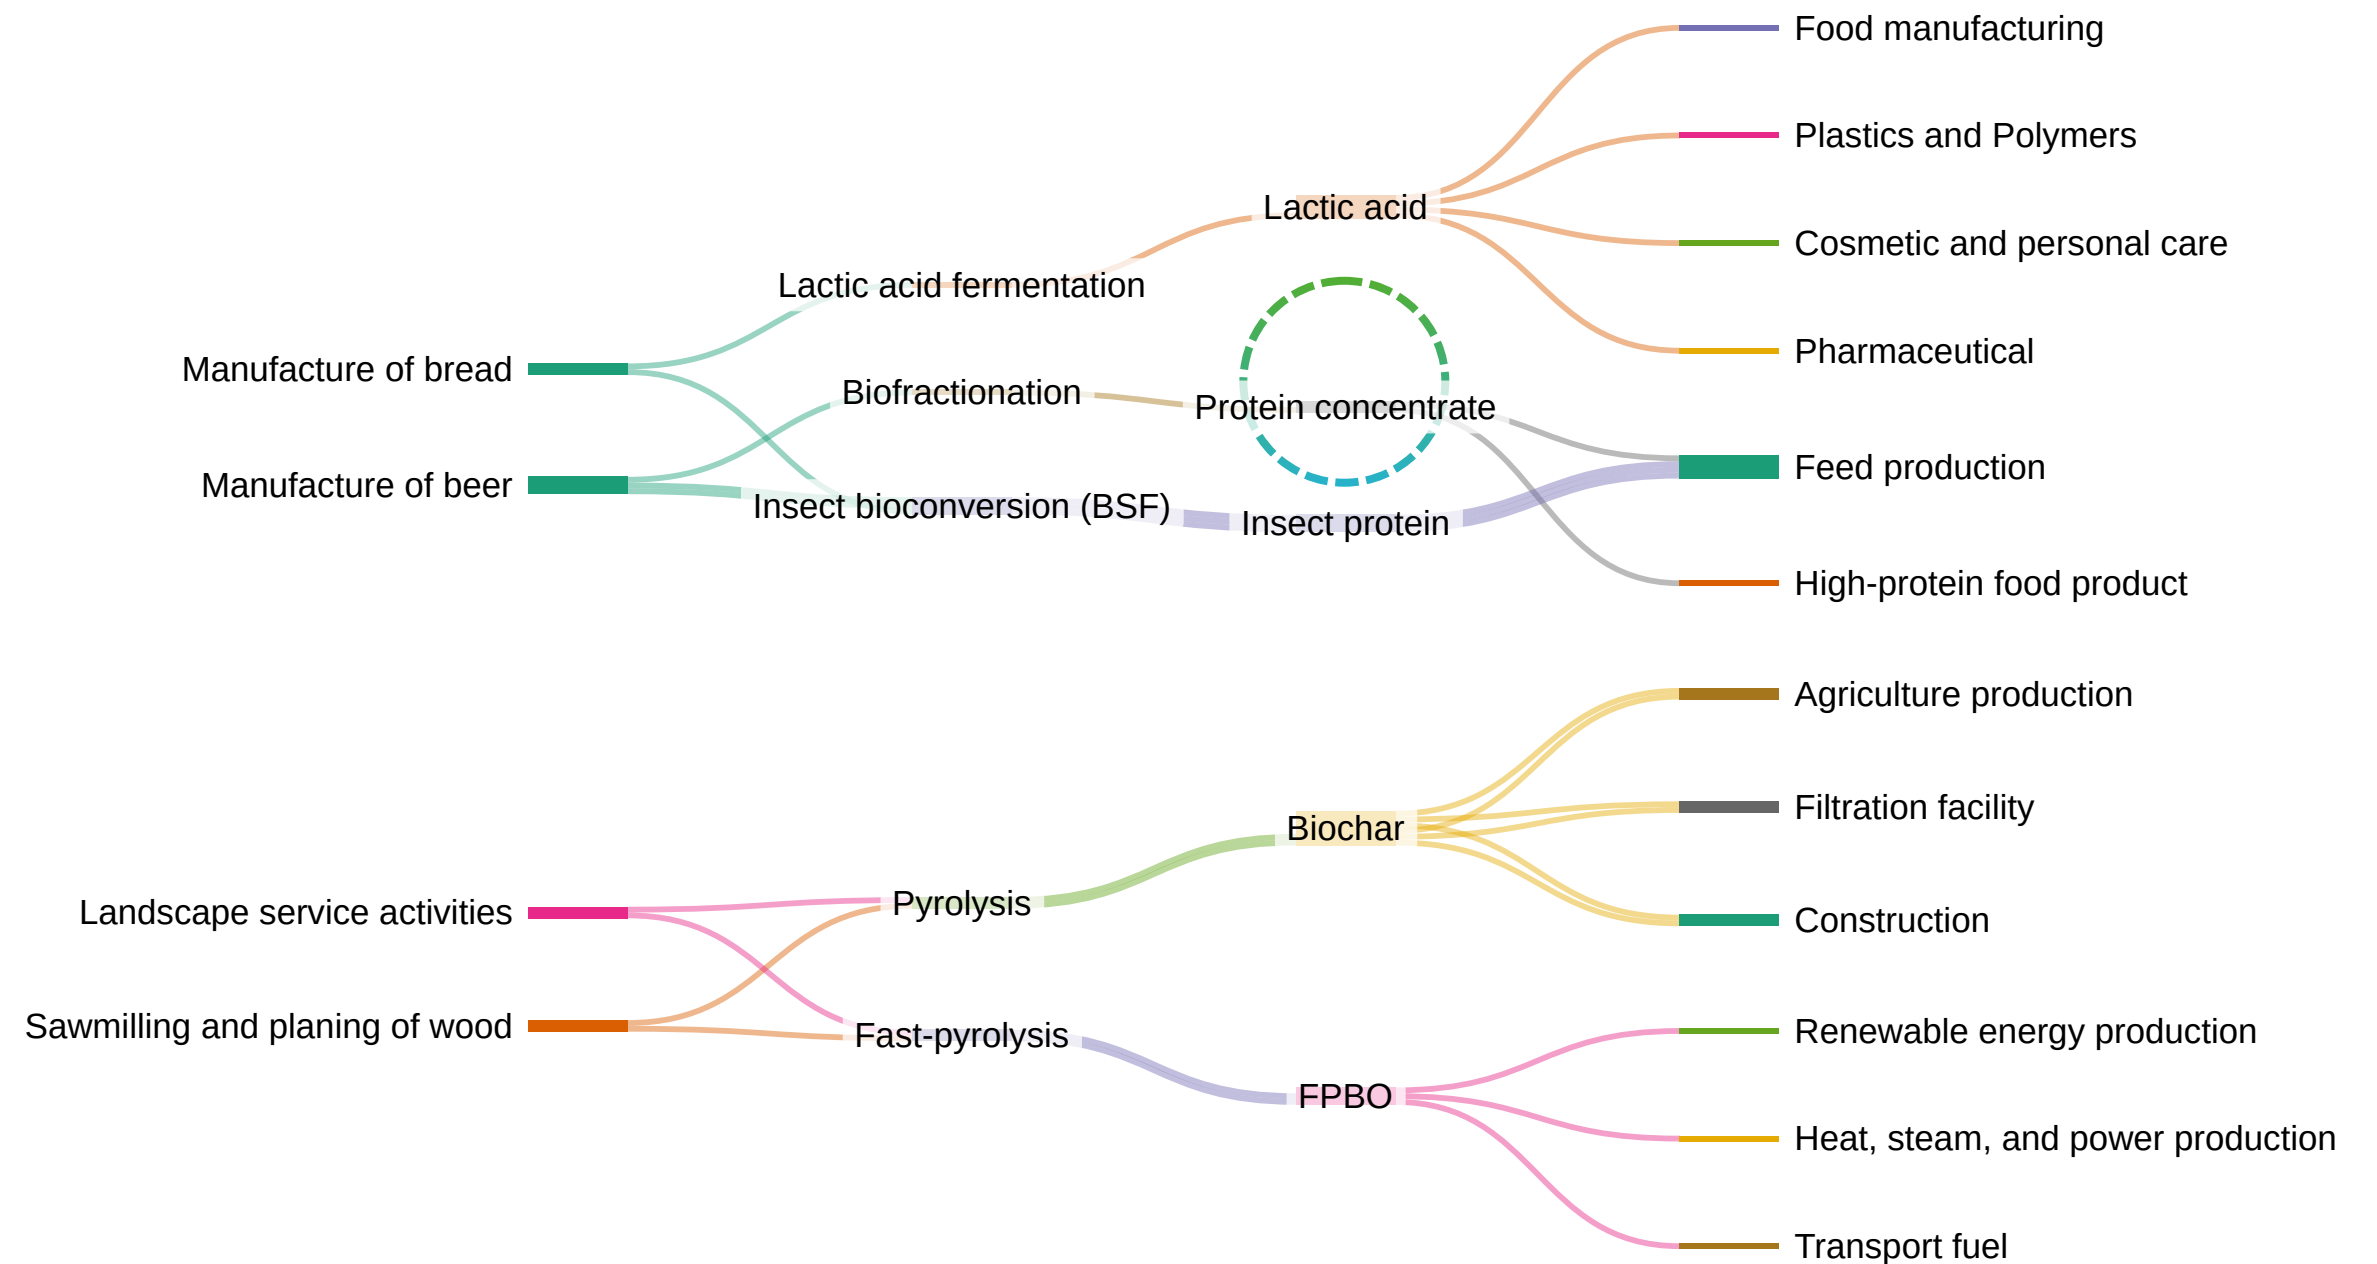 Food manufacturing
Plastics and Polymers
Lactic acid
Cosmetic and personal care
Lactic acid fermentation
Pharmaceutical
Manufacture of bread
Biofractionation
Protein concentrate
Feed production
Manufacture of beer
Insect bioconversion (BSF)
Insect protein
High-protein food product
Agriculture production
Filtration facility
Biochar
Pyrolysis
Landscape service activities
Construction
Sawmilling and planing of wood
Fast-pyrolysis
Renewable energy production
FPBO
Heat, steam, and power production
Transport fuel